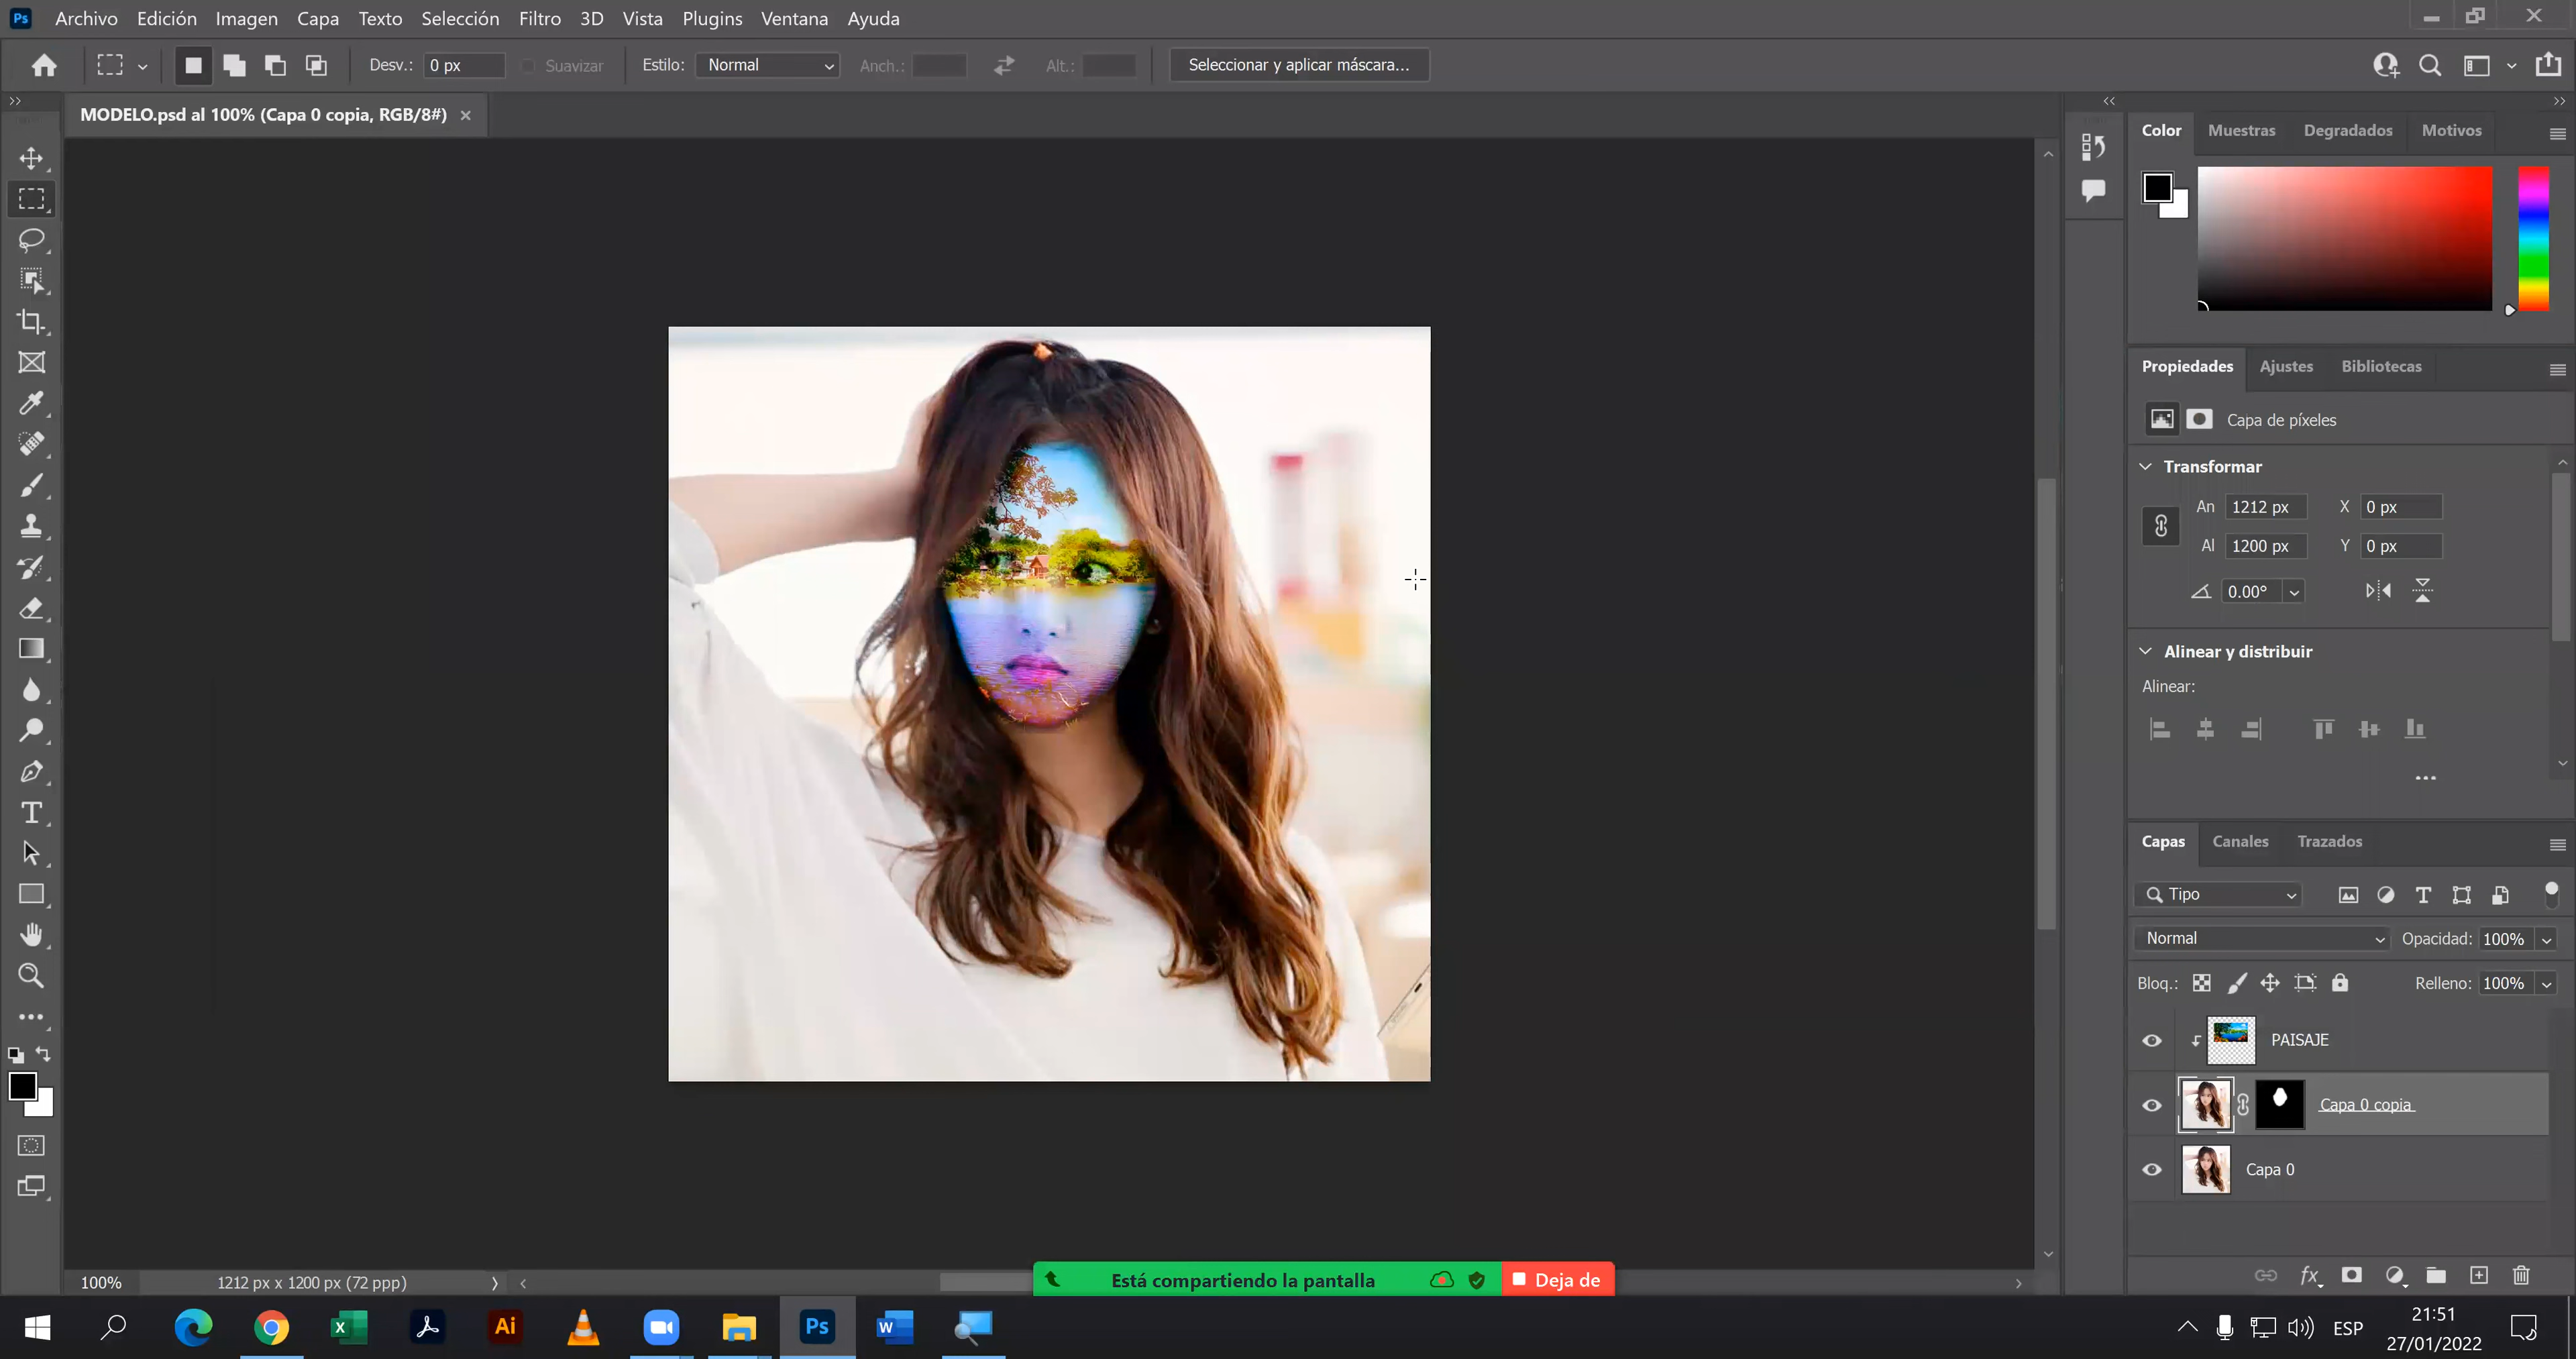 Ps Archivo Edición Imagen Capa Texto Selección Filtro 3D Vista Plugins Ventana Ayuda
Desv.: 0 px Suavizar Estilo: Normal Anch.: Alt.: Seleccionar y aplicar máscara...
MODELO.psd al 100% (Capa 0 copia, RGB/8#) ×
Color Muestras Degradados Motivos
Propiedades Ajustes Bibliotecas
Capa de píxeles
Transformar
An 1212 px X 0 px
Al 1200 px Y 0 px
0.00°
Alinear y distribuir
Alinear:
Capas Canales Trazados
Tipo
Normal Opacidad: 100%
Bloq.: Relleno: 100%
PAISAJE
Capa 0 copia
Capa 0
fx
100% 1212 px x 1200 px (72 ppp)
Está compartiendo la pantalla Deja de
X Ai Ps W ESP
21:51
27/01/2022